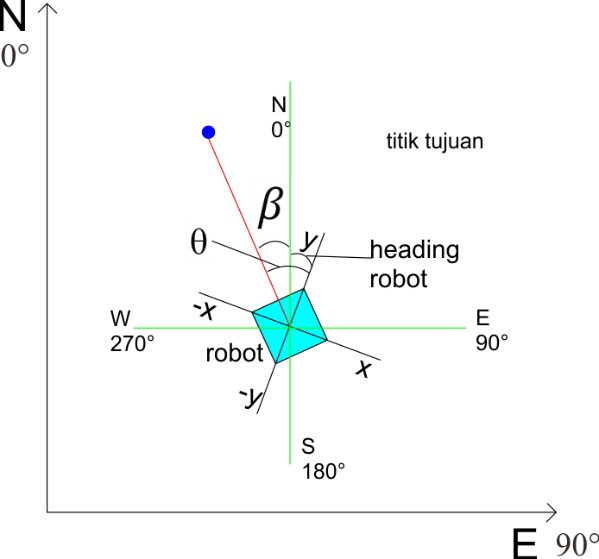 N
0°
N
0°
titik tujuan
β
θ
y
heading
robot
-x
W
270°
E
90°
robot
x
-y
S
180°
E 90°